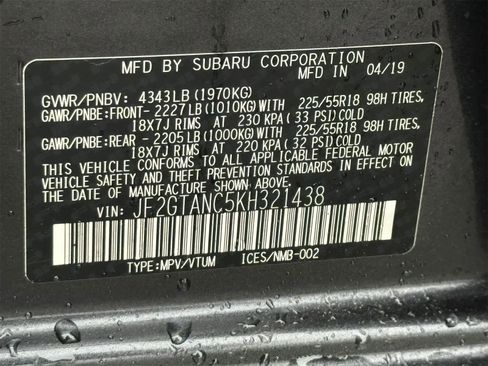 MFD BY SUBARU CORPORATION
MADE IN JAPAN 04/19
GVWR/PNBV: 4343LB (1970KG)
GAWR/PNBE:FRONT- 2227LB(1010KG)WITH 225/55R18 98H TIRES,
18X7J RIMS AT 230 KPA( 33 PSI)COLD
GAWR/PNBE:REAR - 2205LB(1000KG)WITH 225/55R18 98H TIRES,
18X7J RIMS AT 220 KPA( 32 PSI)COLD
THIS VEHICLE CONFORMS TO ALL APPLICABLE FEDERAL MOTOR
VEHICLE SAFETY AND THEFT PREVENTION STANDARDS IN EFFECT ON
THE DATE OF MANUFACTURE SHOWN ABOVE.
VIN: JF2GTANC5KH321438
TYPE:MPV/VTUM ICES/NMB-002